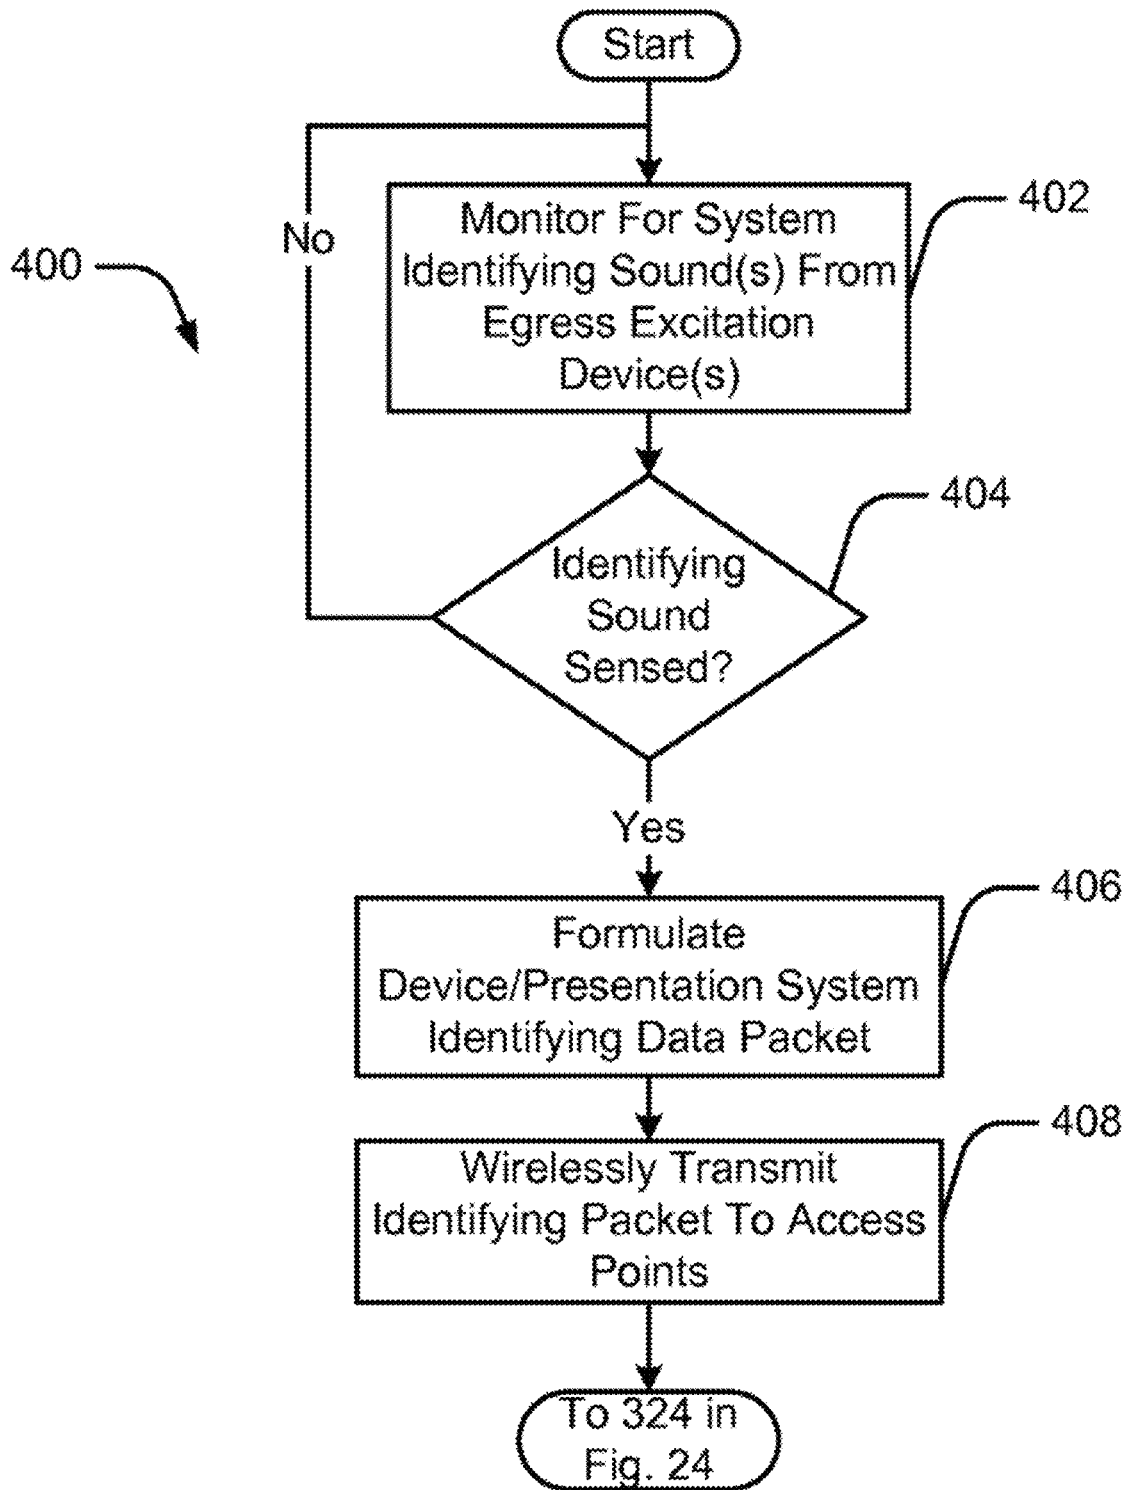 Start
400
No
Monitor For System
Identifying Sound(s) From
Egress Excitation
Device(s)
402
Identifying
Sound
Sensed?
404
Yes
Formulate
Device/Presentation System
Identifying Data Packet
406
Wirelessly Transmit
Identifying Packet To Access
Points
408
To 324 in
Fig. 24